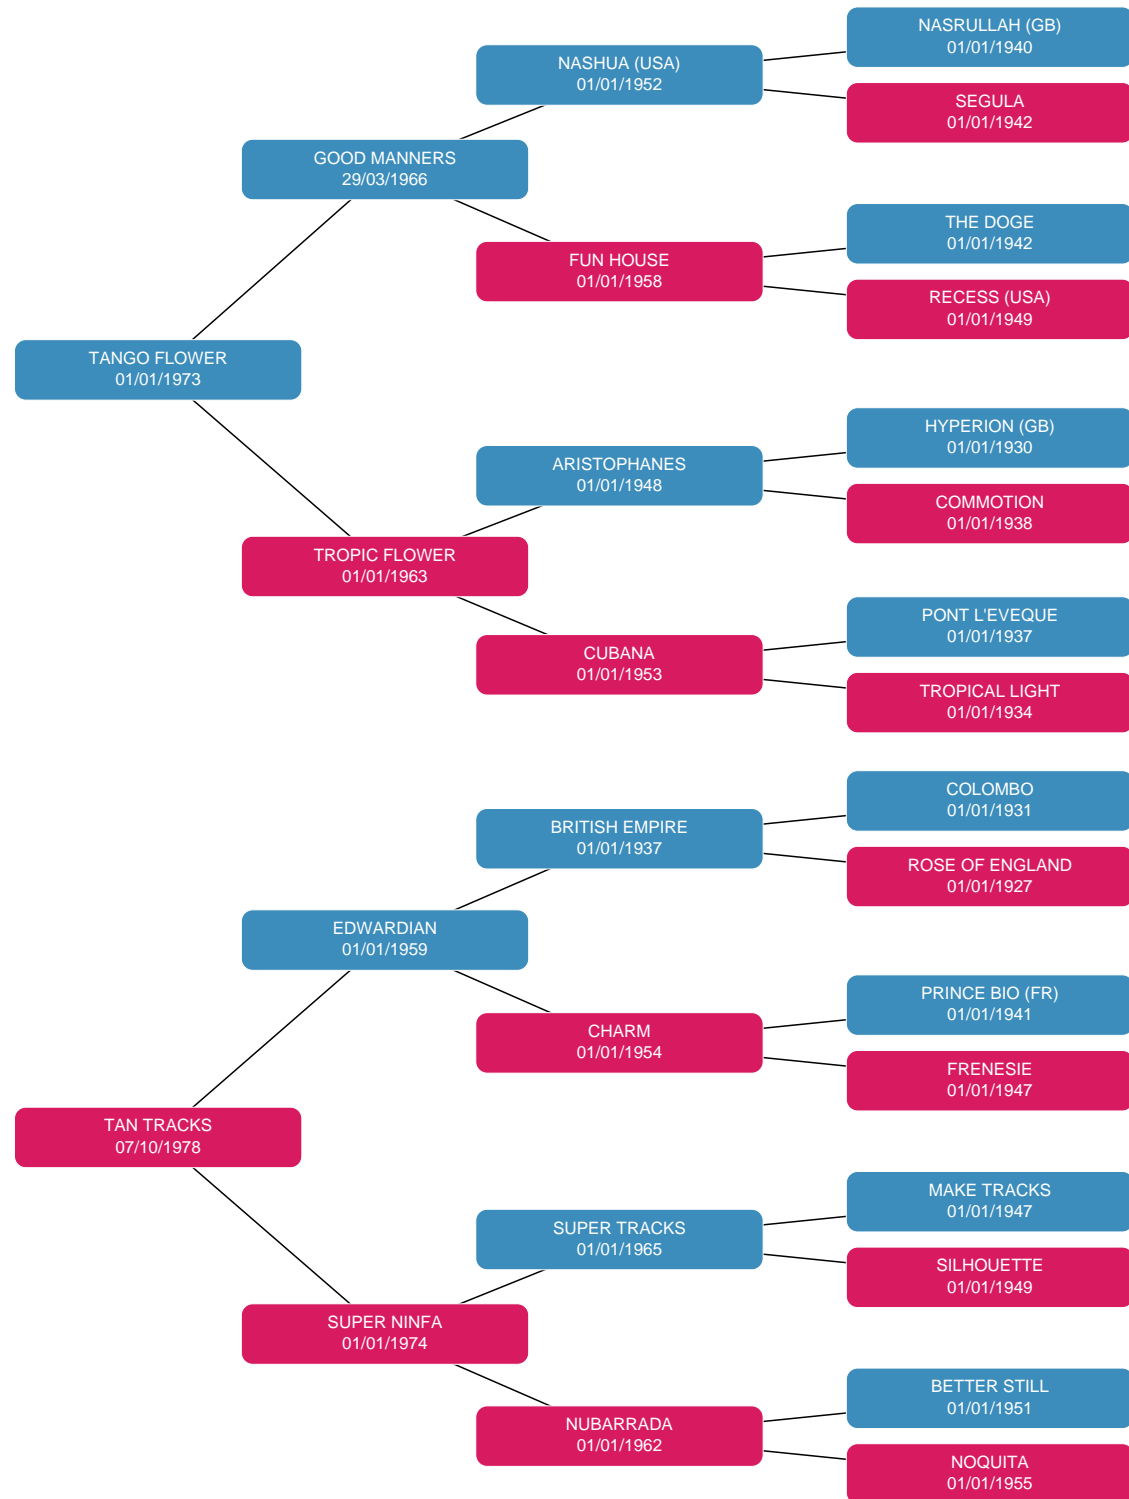 NASRULLAH (GB)
01/01/1940
NASHUA (USA)
01/01/1952
SEGULA
01/01/1942
GOOD MANNERS
29/03/1966
THE DOGE
01/01/1942
FUN HOUSE
01/01/1958
RECESS (USA)
01/01/1949
TANGO FLOWER
01/01/1973
HYPERION (GB)
01/01/1930
ARISTOPHANES
01/01/1948
COMMOTION
01/01/1938
TROPIC FLOWER
01/01/1963
PONT L'EVEQUE
01/01/1937
CUBANA
01/01/1953
TROPICAL LIGHT
01/01/1934
COLOMBO
01/01/1931
BRITISH EMPIRE
01/01/1937
ROSE OF ENGLAND
01/01/1927
EDWARDIAN
01/01/1959
PRINCE BIO (FR)
01/01/1941
CHARM
01/01/1954
FRENESIE
01/01/1947
TAN TRACKS
07/10/1978
MAKE TRACKS
01/01/1947
SUPER TRACKS
01/01/1965
SILHOUETTE
01/01/1949
SUPER NINFA
01/01/1974
BETTER STILL
01/01/1951
NUBARRADA
01/01/1962
NOQUITA
01/01/1955